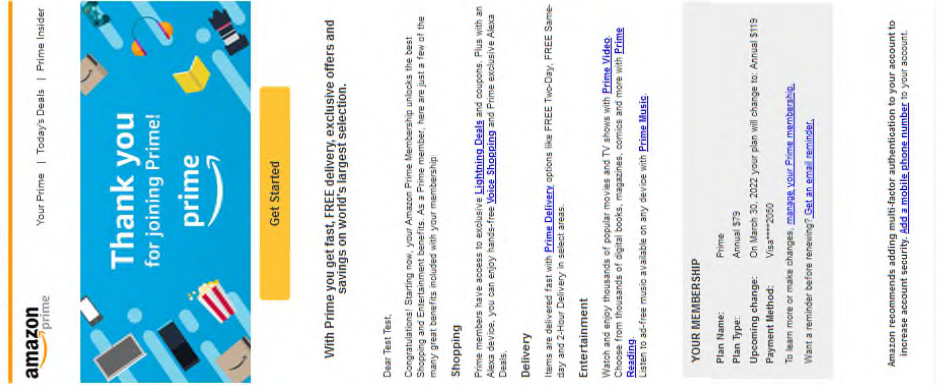 amazon
prime
Your Prime | Today's Deals | Prime Insider
Thank you
for joining Prime!
prime
Get Started
With Prime you get fast, FREE delivery, exclusive offers and
savings on world's largest selection.
Dear Test Test,
Congratulations! Starting now, your Amazon Prime Membership unlocks the best
Shopping and Entertainment benefits. As a Prime member, here are just a few of the
many great benefits included with your membership
Shopping
Prime members have access to exclusive Lightning Deals and coupons. Plus with an
Alexa device, you can enjoy hands-free Voice Shopping and Prime exclusive Alexa
Deals.
Delivery
Items are delivered fast with Prime Delivery options like FREE Two-Day, FREE Same-
day and 2-Hour Delivery in select areas.
Entertainment
Watch and enjoy thousands of popular movies and TV shows with Prime Video.
Choose from thousands of digital books, magazines, comics and more with Prime
Reading.
Listen to ad-free music available on any device with Prime Music.
YOUR MEMBERSHIP
Plan Name: Prime
Plan Type: Annual $79
Upcoming change: On March 30, 2022 your plan will change to: Annual $119
Payment Method: Visa****2050
To learn more or make changes, manage your Prime membership.
Want a reminder before renewing? Get an email reminder.
Amazon recommends adding multi-factor authentication to your account to
increase account security. Add a mobile phone number to your account.